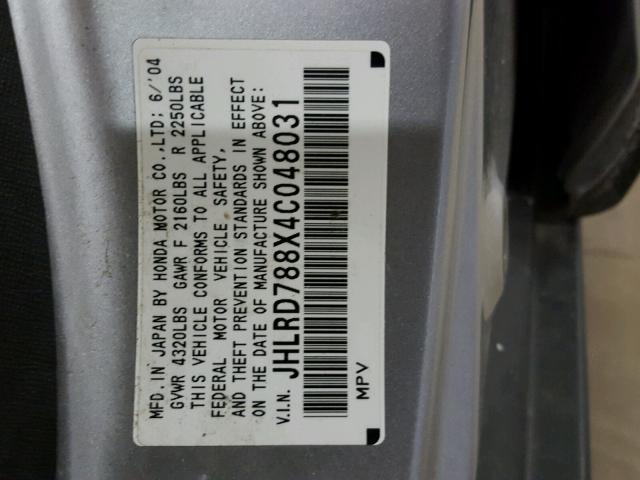 MFD. IN JAPAN BY HONDA MOTOR CO.,LTD; 6/'04
GVWR 4320LBS GAWR F 2160LBS R 2250LBS
THIS VEHICLE CONFORMS TO ALL APPLICABLE
FEDERAL MOTOR VEHICLE SAFETY,
AND THEFT PREVENTION STANDARDS IN EFFECT
ON THE DATE OF MANUFACTURE SHOWN ABOVE:
V.I.N. JHLRD788X4C048031
MPV